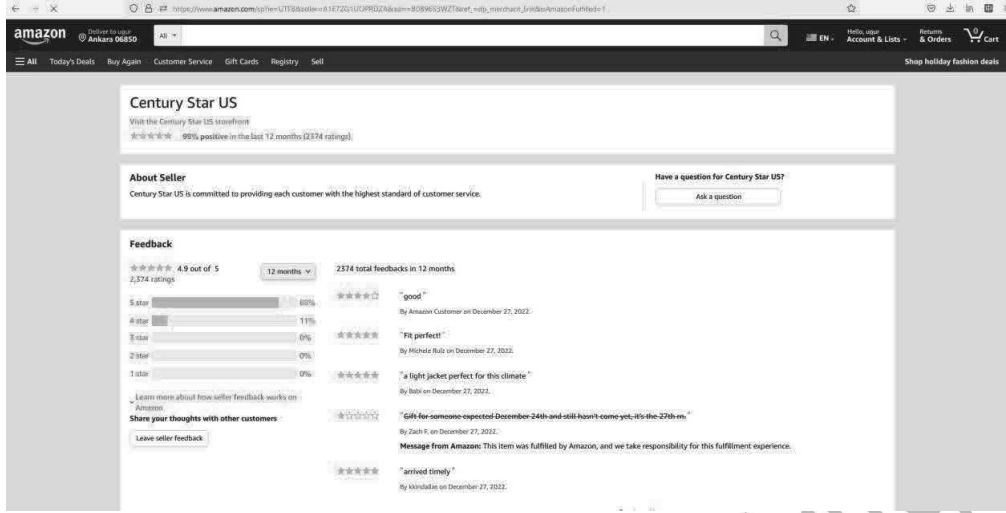 amazon
Deliver to ugur
Ankara 06850
All
EN
Hello, ugur
Account & Lists
Returns
& Orders
0
Cart
All Today's Deals Buy Again Customer Service Gift Cards Registry Sell
Shop holiday fashion deals
Century Star US
Visit the Century Star US storefront
98% positive in the last 12 months (2374 ratings)
About Seller
Century Star US is committed to providing each customer with the highest standard of customer service.
Have a question for Century Star US?
Ask a question
Feedback
4.9 out of 5
2,374 ratings
12 months
5 star 88%
4 star 11%
3 star 0%
2 star 0%
1 star 0%
Learn more about how seller feedback works on
Amazon
Share your thoughts with other customers
Leave seller feedback
2374 total feedbacks in 12 months
"good"
By Amazon Customer on December 27, 2022.
"Fit perfect!"
By Michele Ruiz on December 27, 2022.
"a light jacket perfect for this climate"
By Babi on December 27, 2022.
"Gift for someone expected December 24th and still hasn't come yet, it's the 27th rn."
By Zach F. on December 27, 2022.
Message from Amazon: This item was fulfilled by Amazon, and we take responsibility for this fulfillment experience.
"arrived timely"
By kkindallas on December 27, 2022.